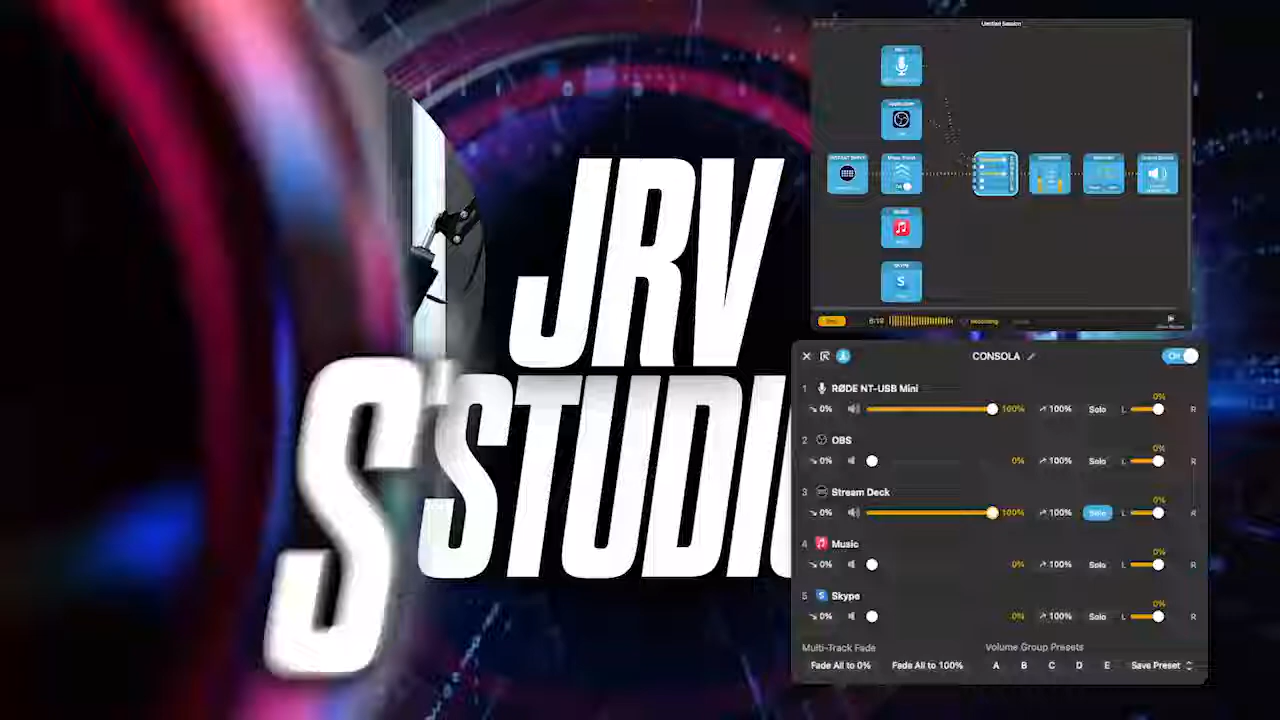 JRV
STUDIO
S
Untitled Session
CONSOLA
On
1 RØDE NT-USB Mini
0% 100% 100% Solo 0% L R
2 OBS
0% 0% 100% Solo 0% L R
3 Stream Deck
0% 100% 100% Solo 0% L R
4 Music
0% 0% 100% Solo 0% L R
5 Skype
0% 0% 100% Solo 0% L R
Multi-Track Fade Volume Group Presets
Fade All to 0% Fade All to 100% A B C D E Save Preset